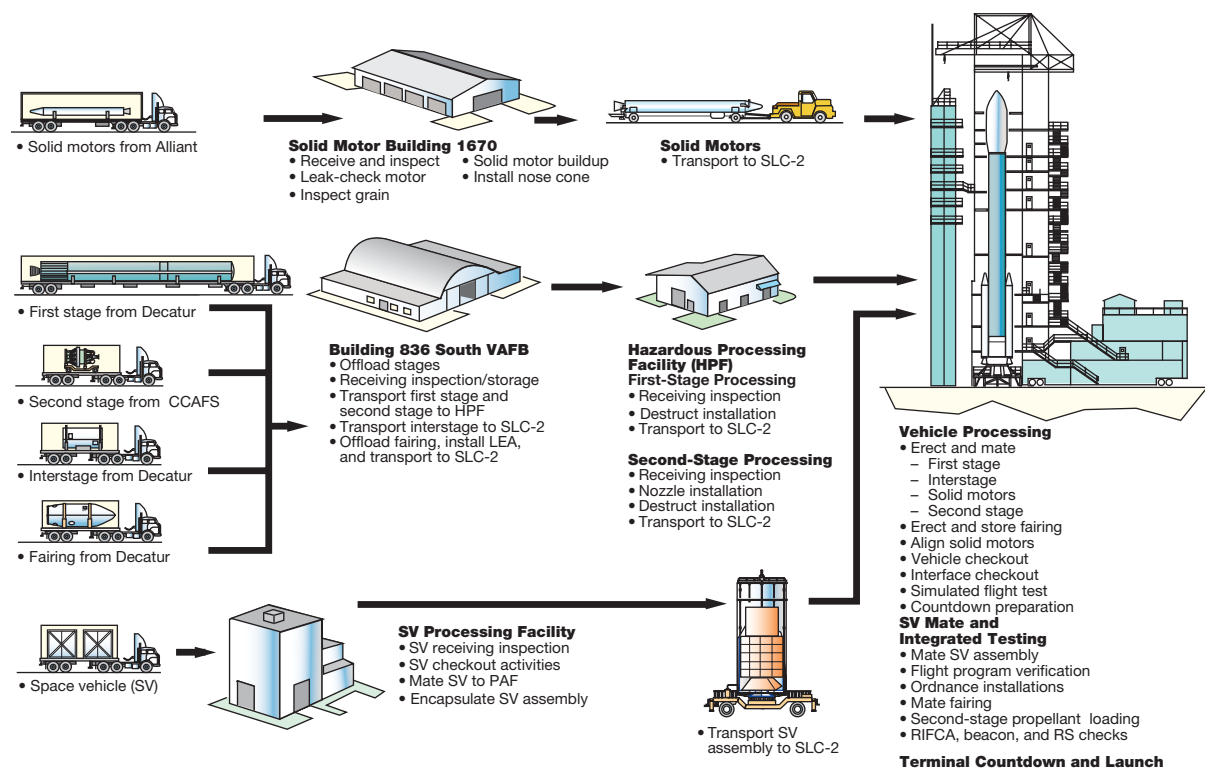 • Solid motors from Alliant
Solid Motor Building 1670
• Receive and inspect
• Leak-check motor
• Inspect grain
• Solid motor buildup
• Install nose cone
Solid Motors
• Transport to SLC-2
• First stage from Decatur
• Second stage from CCAFS
• Interstage from Decatur
• Fairing from Decatur
Building 836 South VAFB
• Offload stages
• Receiving inspection/storage
• Transport first stage and
second stage to HPF
• Transport interstage to SLC-2
• Offload fairing, install LEA,
and transport to SLC-2
Hazardous Processing
Facility (HPF)
First-Stage Processing
• Receiving inspection
• Destruct installation
• Transport to SLC-2
Second-Stage Processing
• Receiving inspection
• Nozzle installation
• Destruct installation
• Transport to SLC-2
• Space vehicle (SV)
SV Processing Facility
• SV receiving inspection
• SV checkout activities
• Mate SV to PAF
• Encapsulate SV assembly
• Transport SV
assembly to SLC-2
Vehicle Processing
• Erect and mate
– First stage
– Interstage
– Solid motors
– Second stage
• Erect and store fairing
• Align solid motors
• Vehicle checkout
• Interface checkout
• Simulated flight test
• Countdown preparation
SV Mate and
Integrated Testing
• Mate SV assembly
• Flight program verification
• Ordnance installations
• Mate fairing
• Second-stage propellant loading
• RIFCA, beacon, and RS checks
Terminal Countdown and Launch